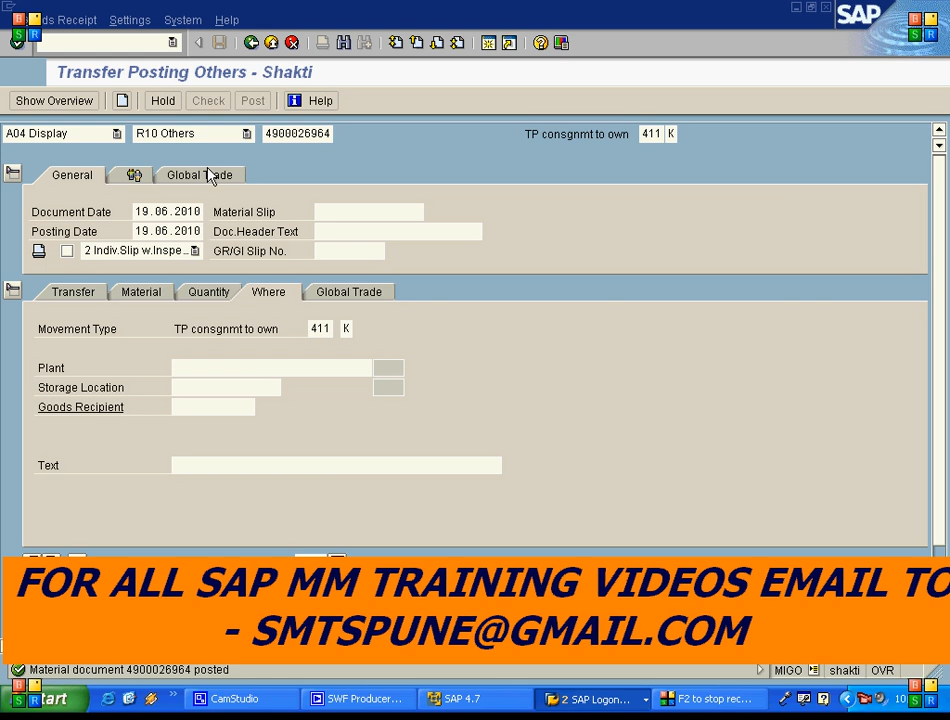 ds Receipt Settings System Help
SAP
Transfer Posting Others - Shakti
Show Overview Hold Check Post Help
A04 Display R10 Others 4900026964 TP consgnmt to own 411 K
General Global Trade
Document Date 19.06.2010 Material Slip
Posting Date 19.06.2010 Doc.Header Text
2 Indiv.Slip w.Inspe... GR/GI Slip No.
Transfer Material Quantity Where Global Trade
Movement Type TP consgnmt to own 411 K
Plant
Storage Location
Goods Recipient
Text
FOR ALL SAP MM TRAINING VIDEOS EMAIL TO
- SMTSPUNE@GMAIL.COM
Material document 4900026964 posted MIGO shakti OVR
tart CamStudio SWF Producer... SAP 4.7 2 SAP Logon... F2 to stop rec... 10
B S R B S R B S R B S R